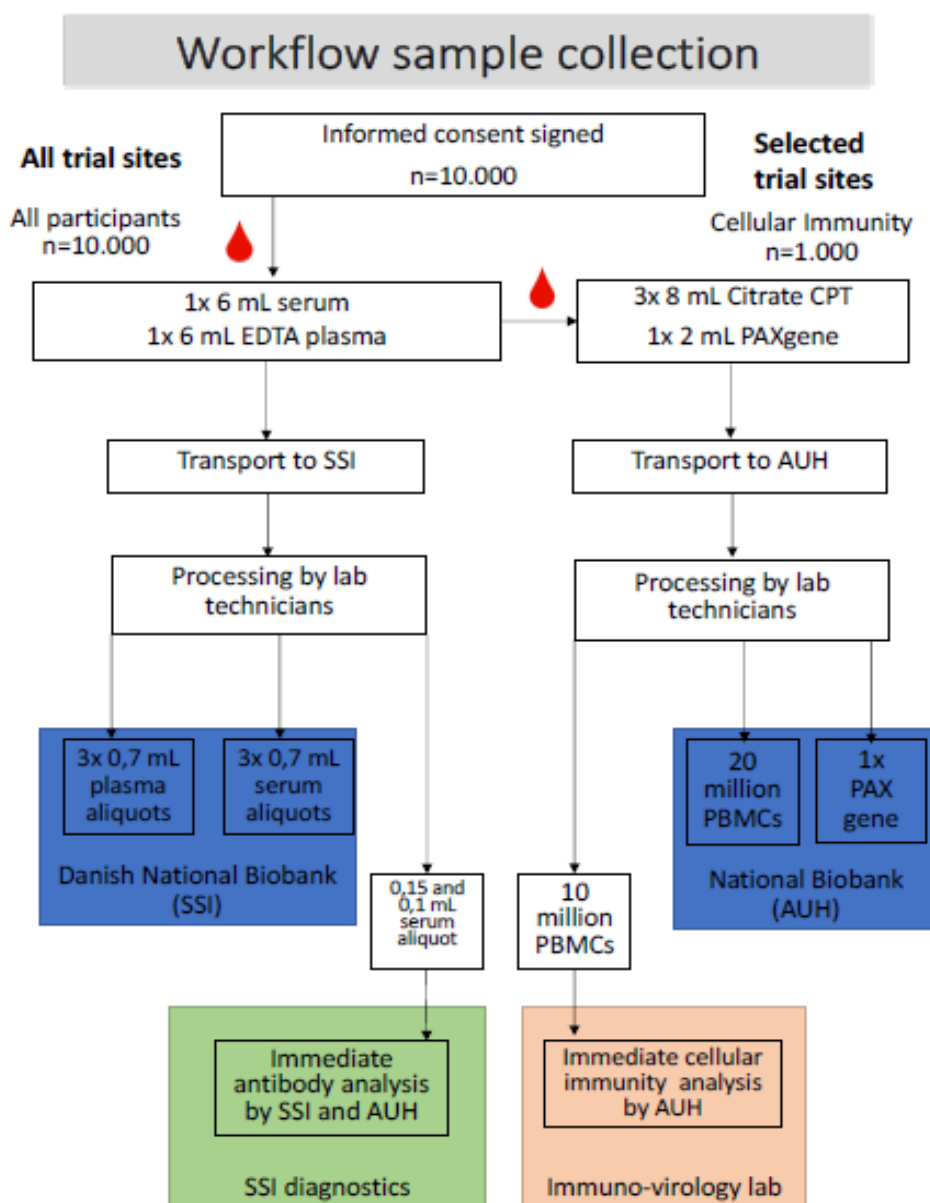 Workflow sample collection
Informed consent signed
n=10.000
All trial sites
All participants
n=10.000
Selected
trial sites
Cellular Immunity
n=1.000
1x 6 mL serum
1x 6 mL EDTA plasma
3x 8 mL Citrate CPT
1x 2 mL PAXgene
Transport to SSI
Transport to AUH
Processing by lab
technicians
Processing by lab
technicians
3x 0,7 mL
plasma
aliquots
3x 0,7 mL
serum
aliquots
Danish National Biobank
(SSI)
20
million
PBMCs
1x
PAX
gene
National Biobank
(AUH)
0,15 and
0,1 mL
serum
aliquot
10
million
PBMCs
Immediate
antibody analysis
by SSI and AUH
SSI diagnostics
Immediate cellular
immunity analysis
by AUH
Immuno-virology lab